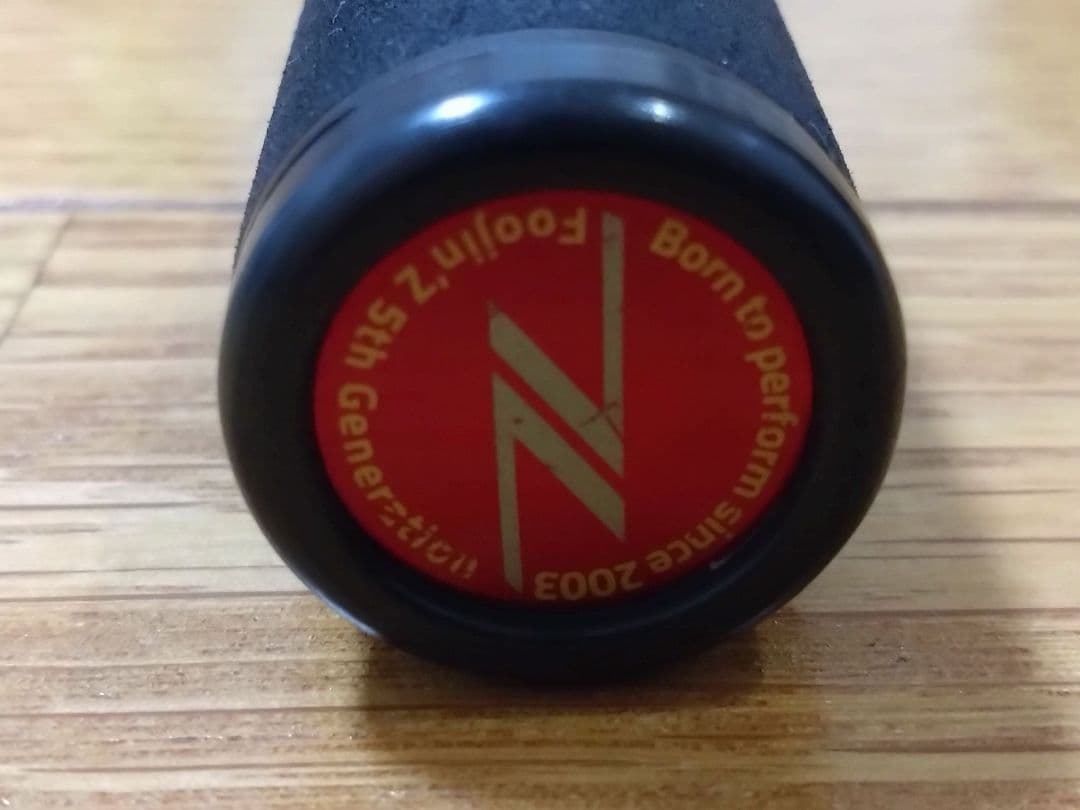 Foojin'Z 5th Generation
Born to perform since 2003